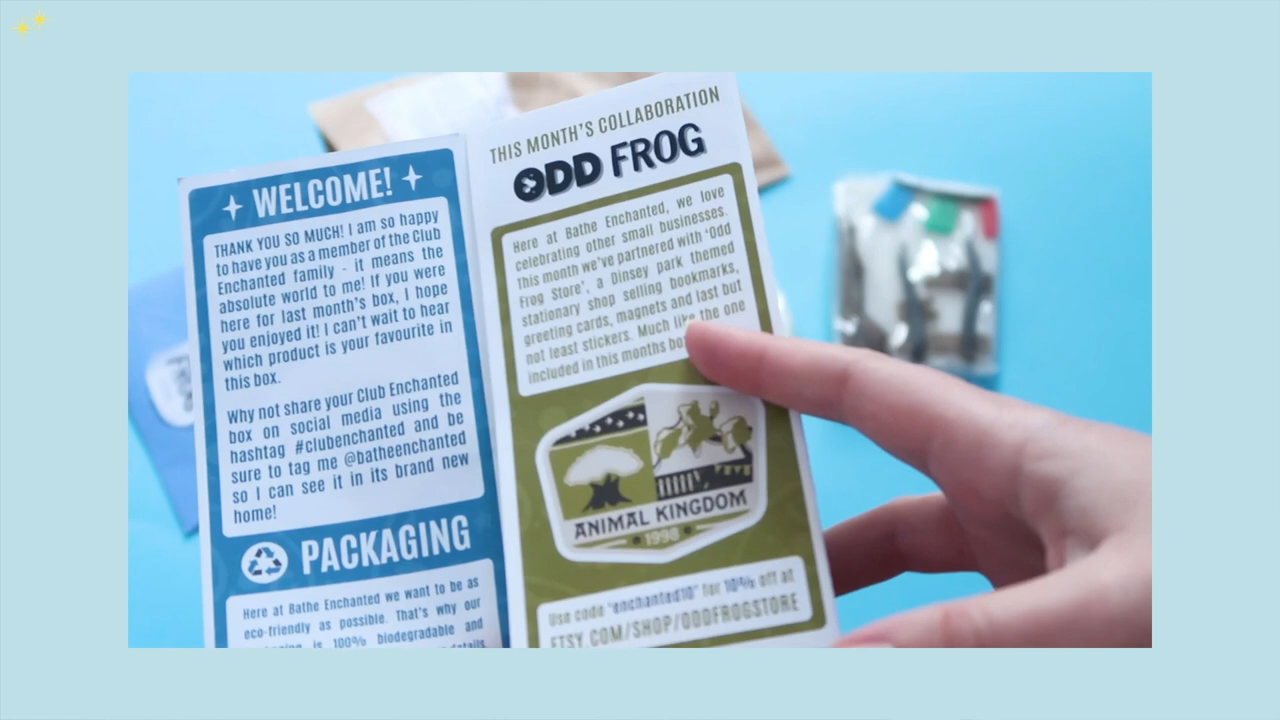 WELCOME!
THANK YOU SO MUCH! I am so happy
to have you as a member of the Club
Enchanted family - it means the
absolute world to me! If you were
here for last month's box, I hope
you enjoyed it! I can't wait to hear
which product is your favourite in
this box.
Why not share your Club Enchanted
box on social media using the
hashtag #clubenchanted and be
sure to tag me @batheenchanted
so I can see it in its brand new
home!
PACKAGING
Here at Bathe Enchanted we want to be as
eco-friendly as possible. That's why our
is 100% biodegradable and
details
THIS MONTH'S COLLABORATION
ODD FROG
Here at Bathe Enchanted, we love
celebrating other small businesses.
This month we've partnered with 'Odd
Frog Store', a Dinsey park themed
stationary shop selling bookmarks,
greeting cards, magnets and last but
not least stickers. Much like the one
included in this months
ANIMAL KINGDOM
1998
Use code "enchanted10" for 10% off at
ETSY.COM/SHOP/ODDFROGSTORE